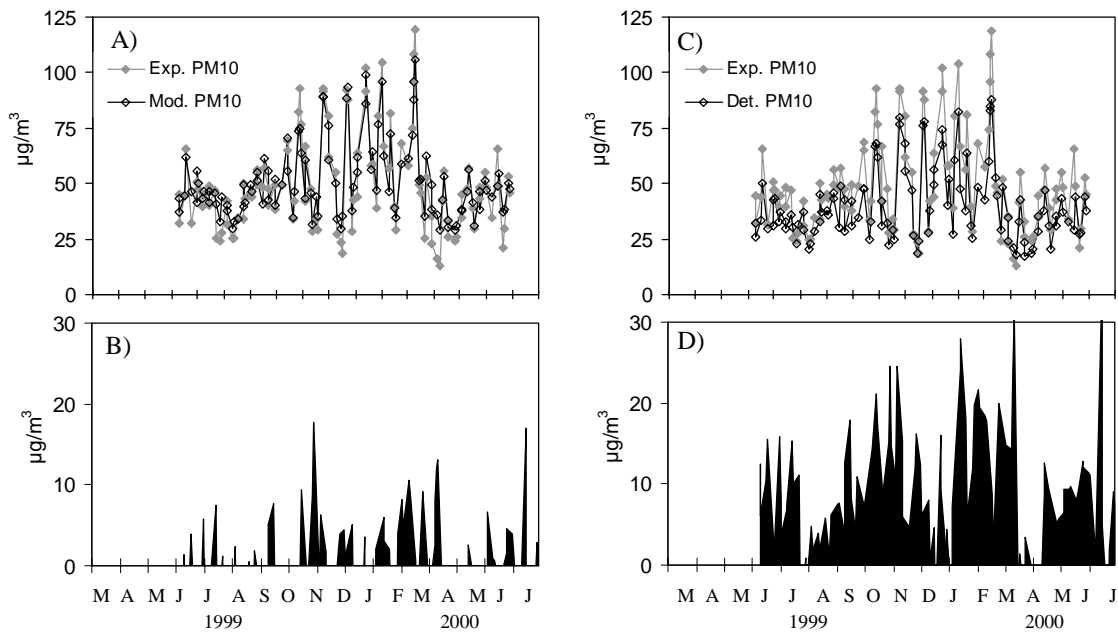 A)
Exp. PM10
Mod. PM10
µg/m³
125
100
75
50
25
0
C)
Exp. PM10
Det. PM10
µg/m³
125
100
75
50
25
0
B)
µg/m³
30
20
10
0
M A M J J A S O N D J F M A M J J
1999 2000
D)
µg/m³
30
20
10
0
M A M J J A S O N D J F M A M J J
1999 2000